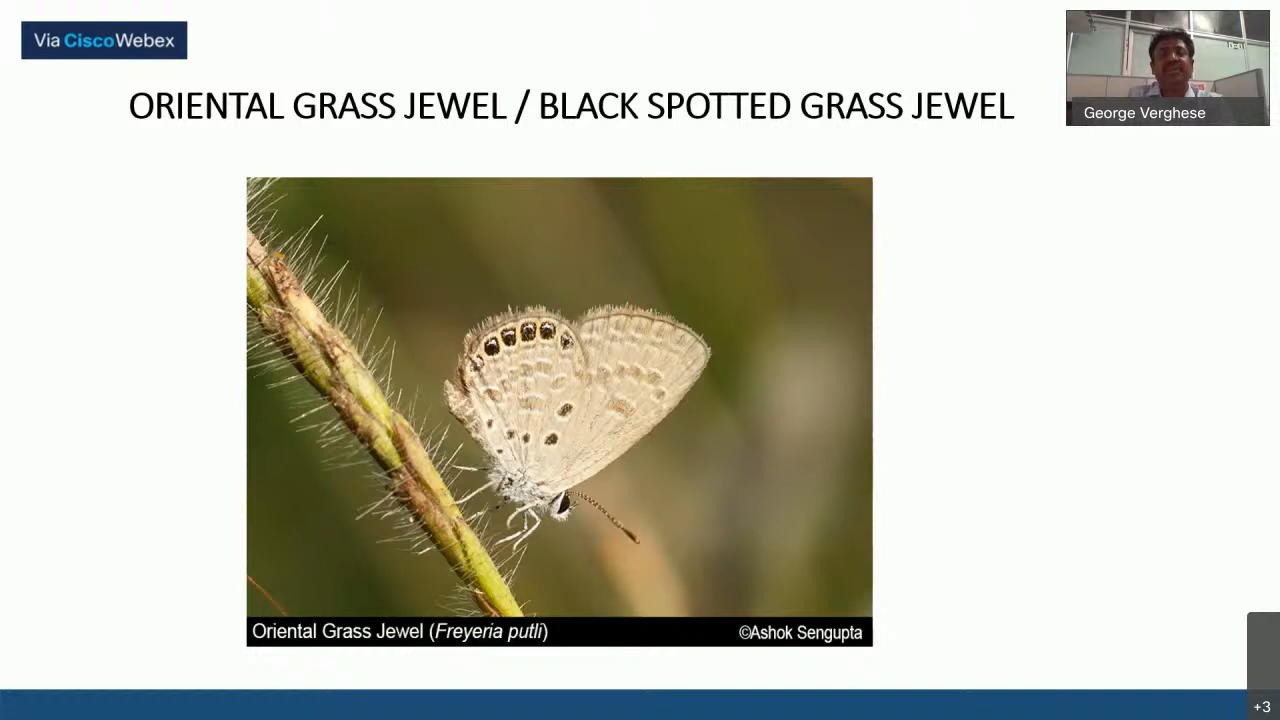 Via CiscoWebex
George Verghese
ORIENTAL GRASS JEWEL / BLACK SPOTTED GRASS JEWEL
Oriental Grass Jewel (Freyeria putli)
©Ashok Sengupta
+3